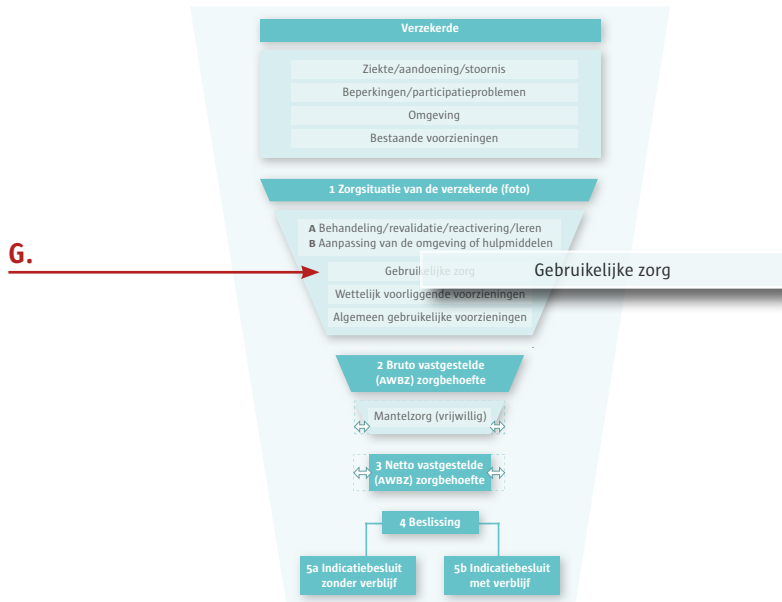 Verzekerde
Ziekte/aandoening/stoornis
Beperkingen/participatieproblemen
Omgeving
Bestaande voorzieningen
1 Zorgsituatie van de verzekerde (foto)
A Behandeling/revalidatie/reactivering/leren
B Aanpassing van de omgeving of hulpmiddelen
G.
Gebruikelijke zorg
Gebruikelijke zorg
Wettelijk voorliggende voorzieningen
Algemeen gebruikelijke voorzieningen
2 Bruto vastgestelde
(AWBZ) zorgbehoefte
Mantelzorg (vrijwillig)
3 Netto vastgestelde
(AWBZ) zorgbehoefte
4 Beslissing
5a Indicatiebesluit
zonder verblijf
5b Indicatiebesluit
met verblijf